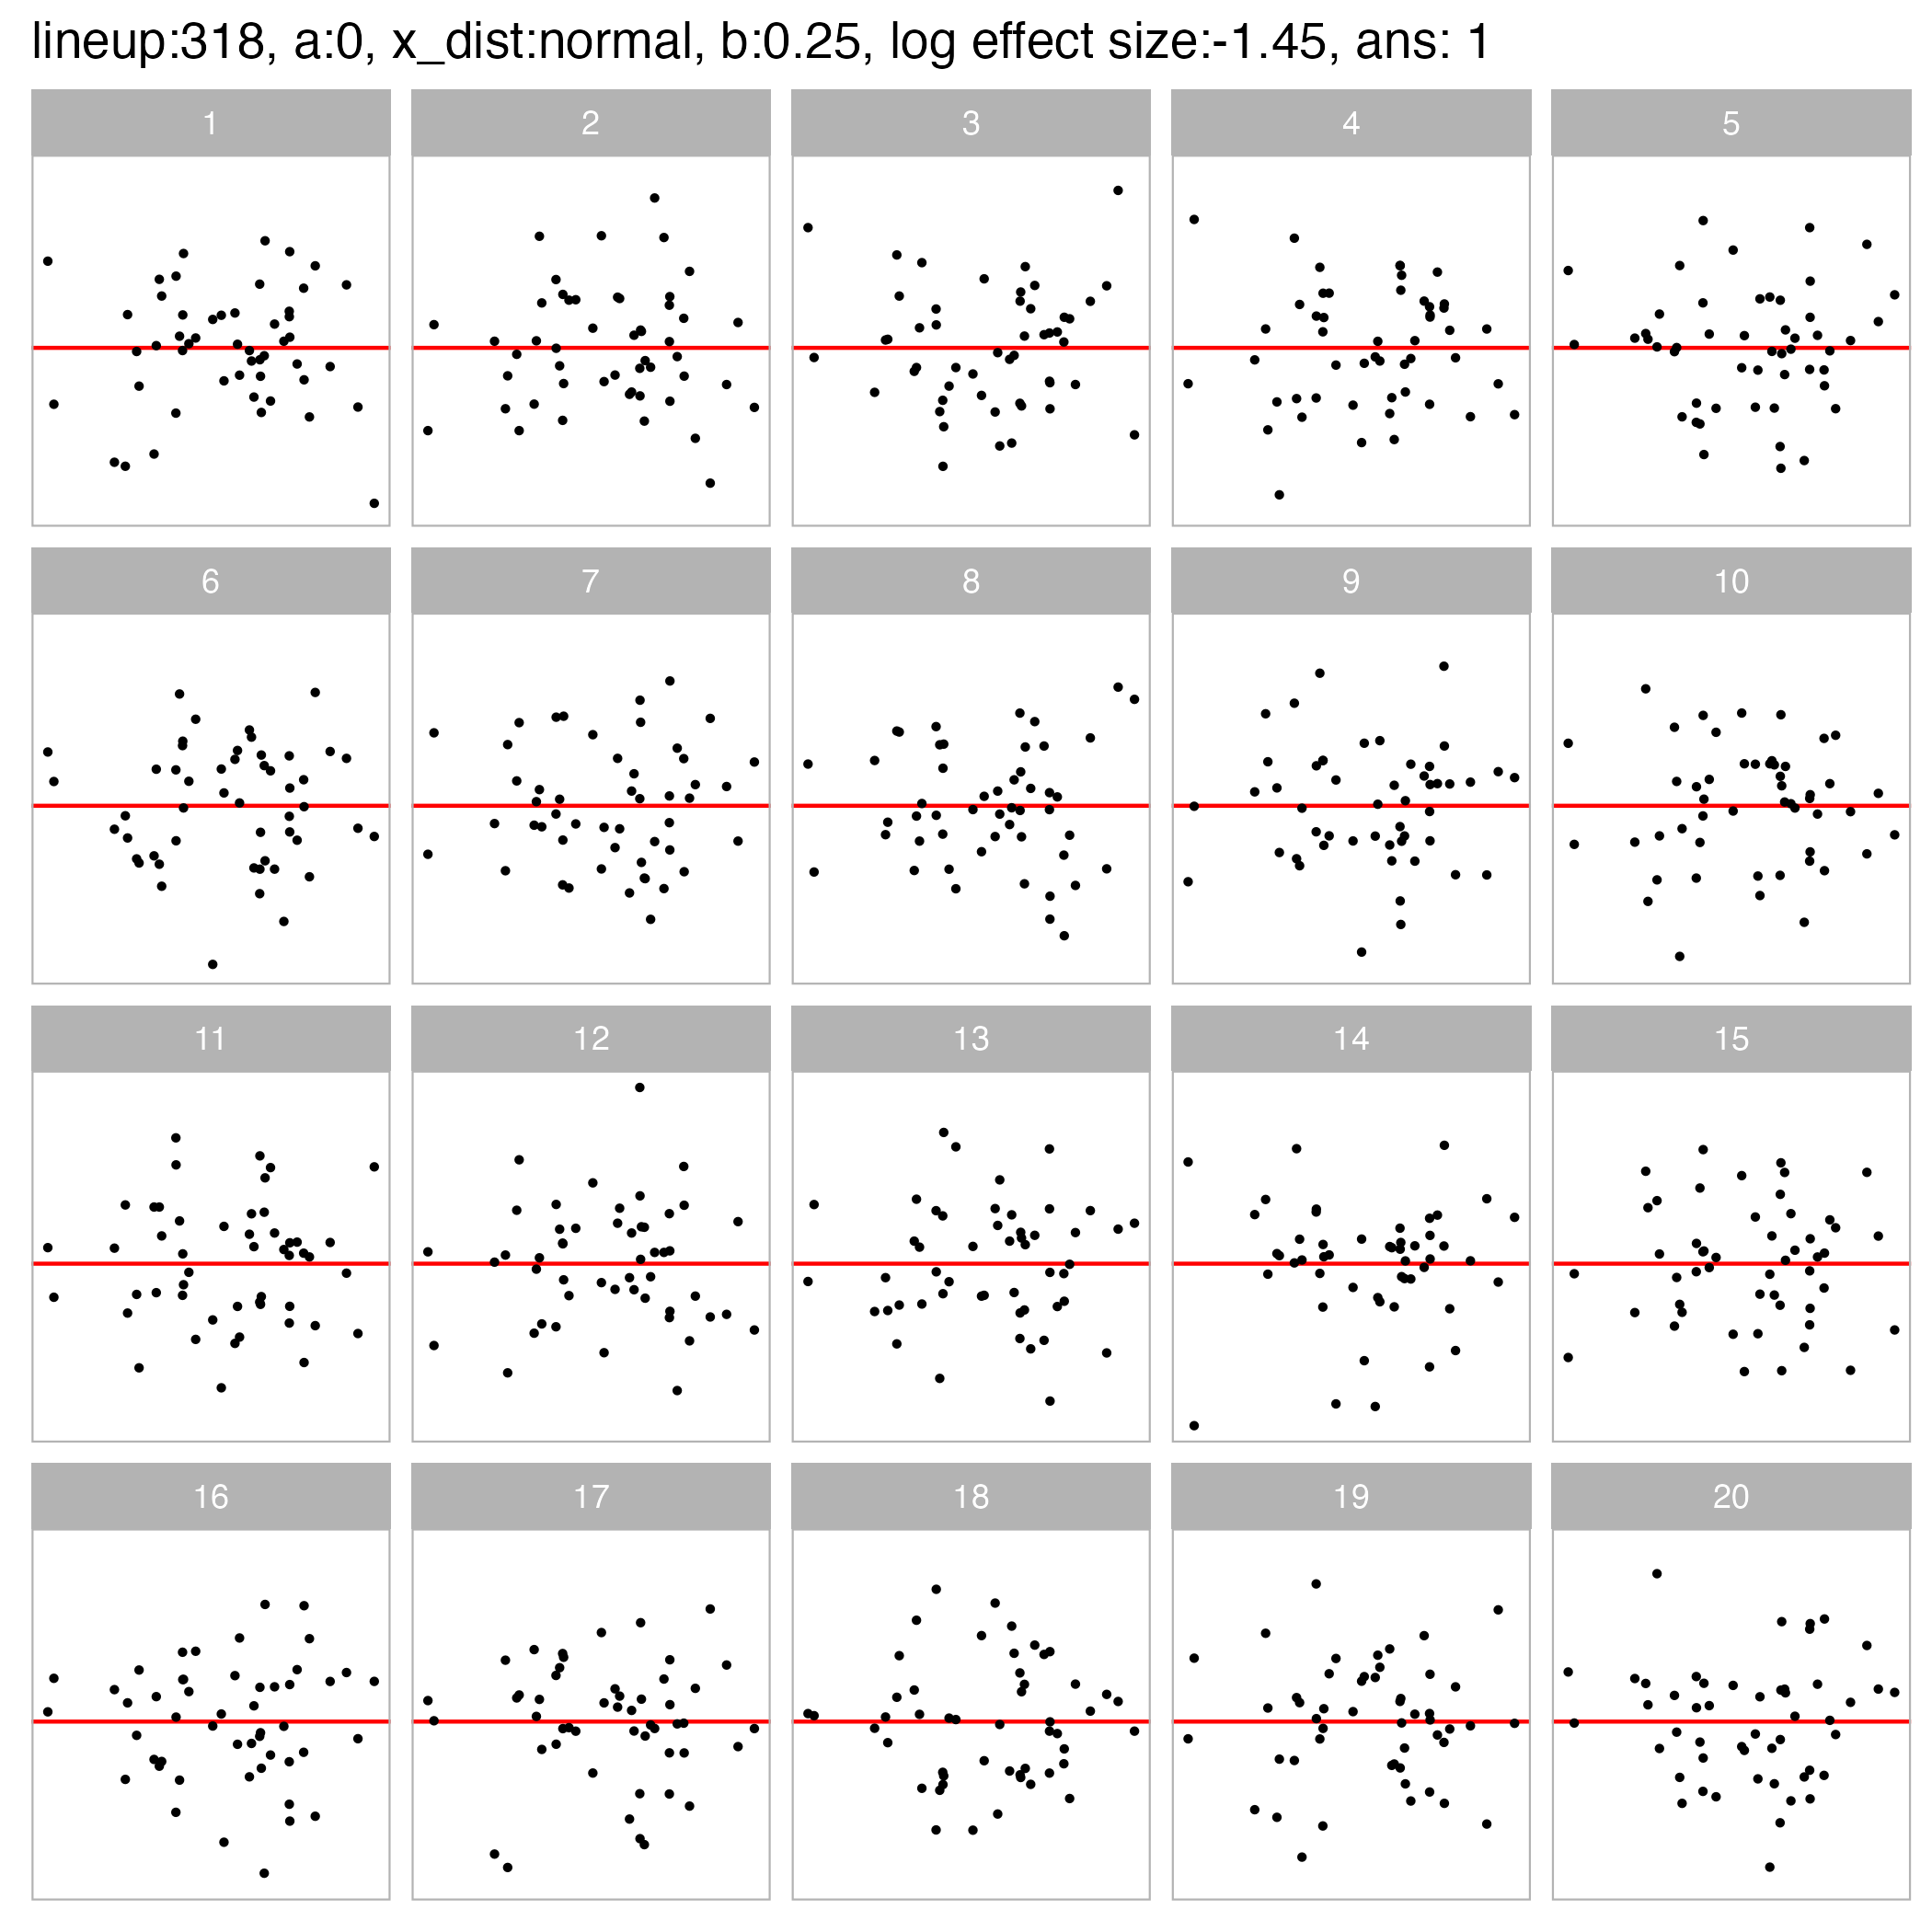 lineup:318, a:0, x_dist:normal, b:0.25, log effect size:-1.45, ans: 1
1 2 3 4 5
6 7 8 9 10
11 12 13 14 15
16 17 18 19 20